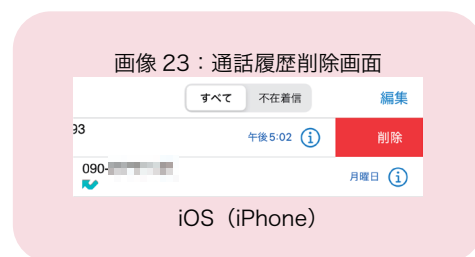 画像 23：通話履歴削除画面
すべて 不在着信 編集
93 午後5:02 削除
090-
月曜日
iOS（iPhone）